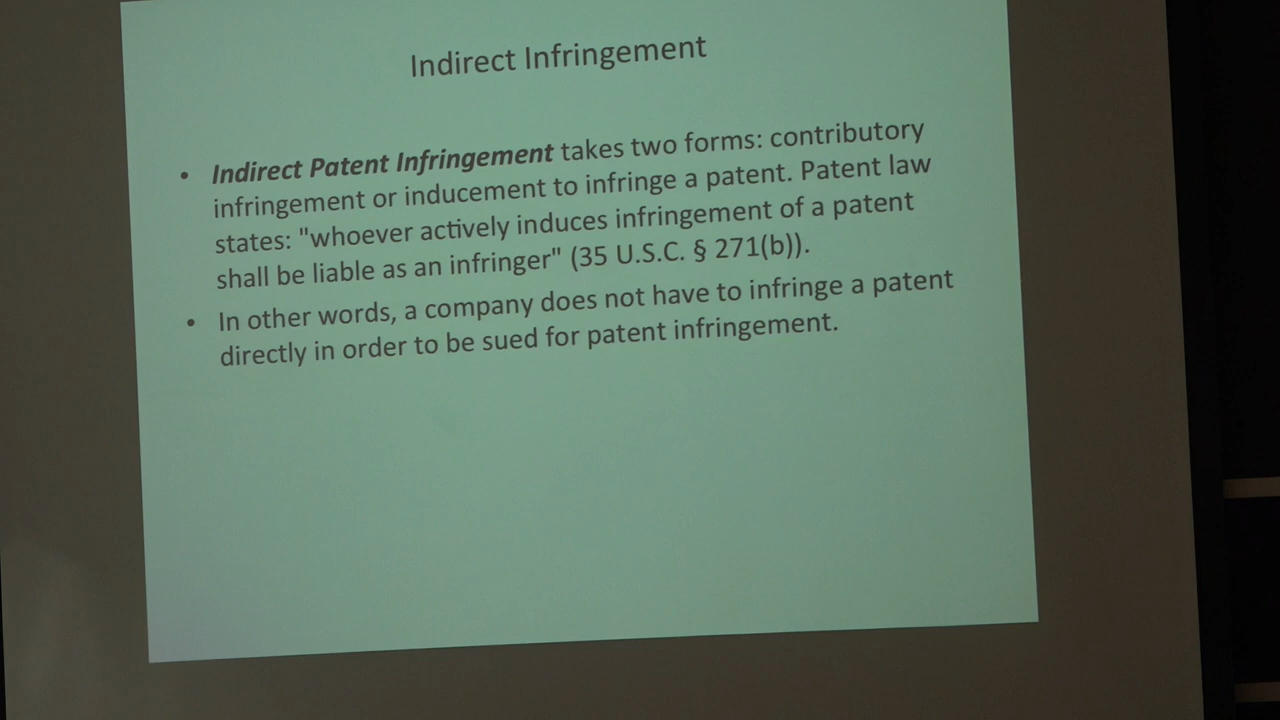 Indirect Infringement
• Indirect Patent Infringement takes two forms: contributory
infringement or inducement to infringe a patent. Patent law
states: "whoever actively induces infringement of a patent
shall be liable as an infringer" (35 U.S.C. § 271(b)).
• In other words, a company does not have to infringe a patent
directly in order to be sued for patent infringement.